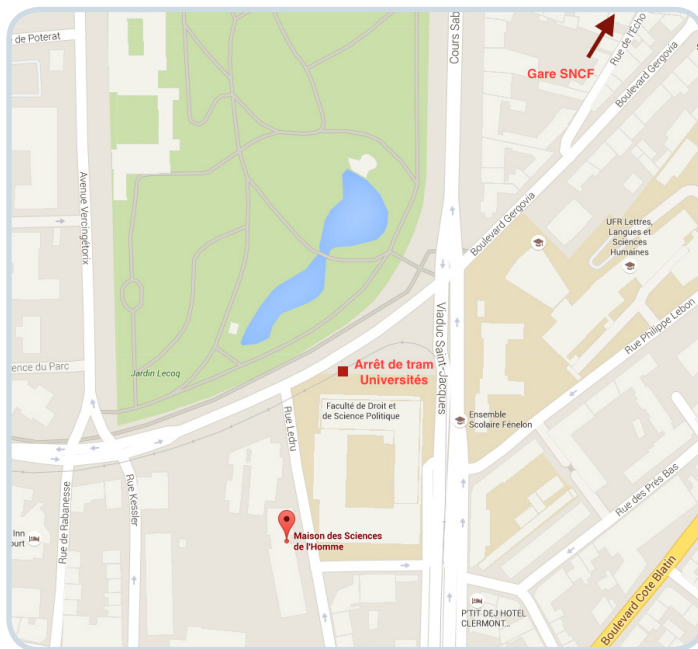 de Poterat
Cours Sab
Rue de l'Écho
Gare SNCF
Boulevard Gergovia
Avenue Vercingétorix
UFR Lettres,
Langues et
Sciences
Humaines
Boulevard Gergovia
Rue Philippe Lebon
Viaduc Saint-Jacques
ence du Parc
Jardin Lecoq
Arrêt de tram
Universités
Faculté de Droit et
de Science Politique
Ensemble
Scolaire Fénelon
Rue Ledru
Rue Kessler
Rue de Rabanesse
Rue des Prés Bas
Inn
ourt
Maison des Sciences
de l'Homme
Boulevard Cote Blatin
P'TIT DEJ HOTEL
CLERMONT...